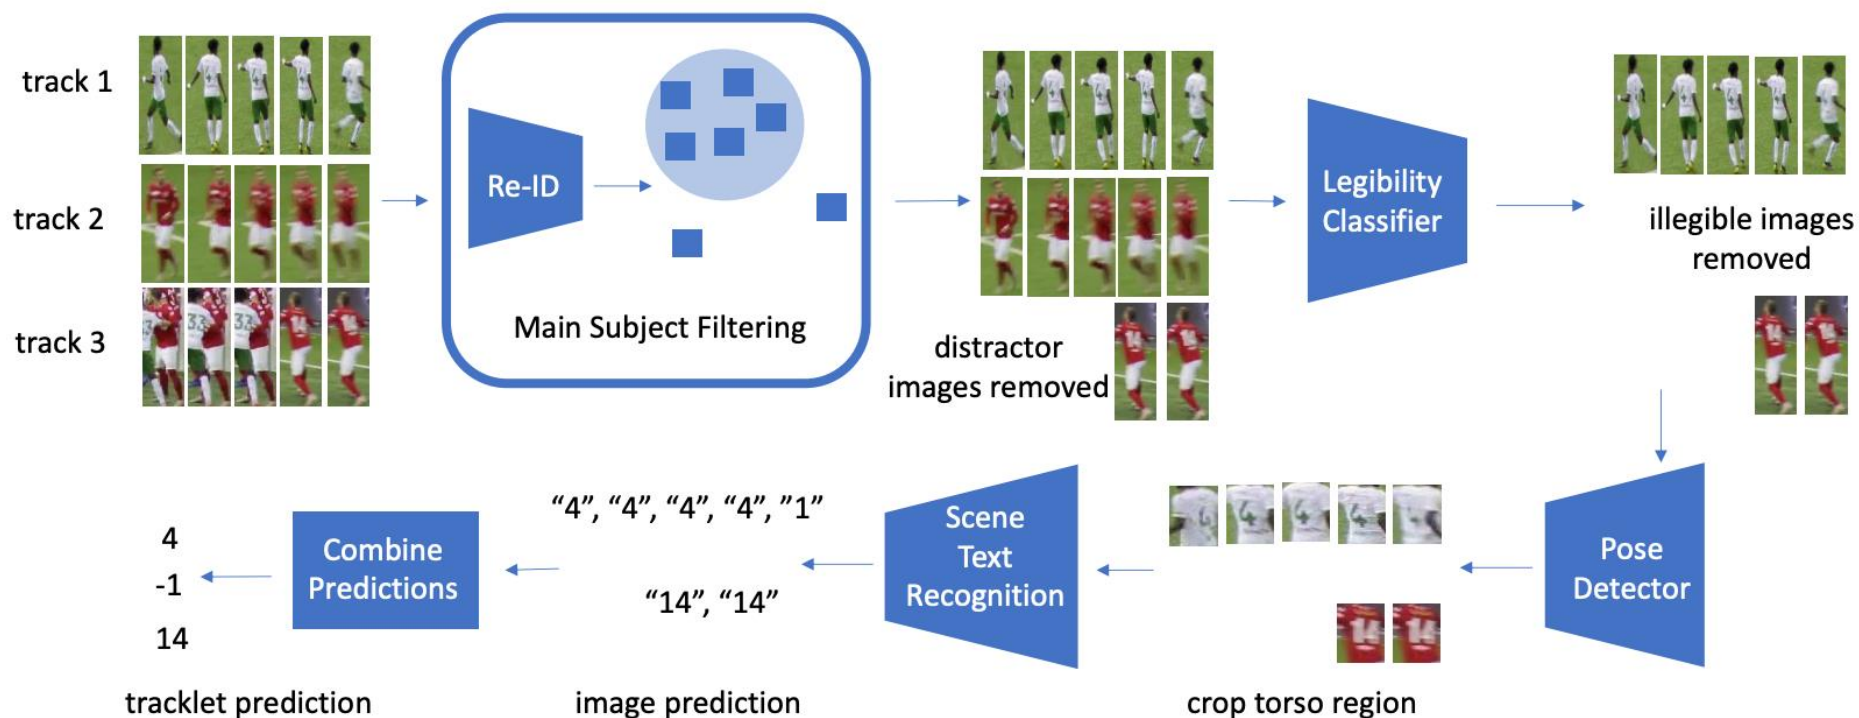 track 1
track 2
track 3
Re-ID
Main Subject Filtering
distractor
images removed
Legibility
Classifier
illegible images
removed
Pose
Detector
crop torso region
Scene
Text
Recognition
“4”, “4”, “4”, “4”, ”1”
“14”, “14”
image prediction
Combine
Predictions
4
-1
14
tracklet prediction